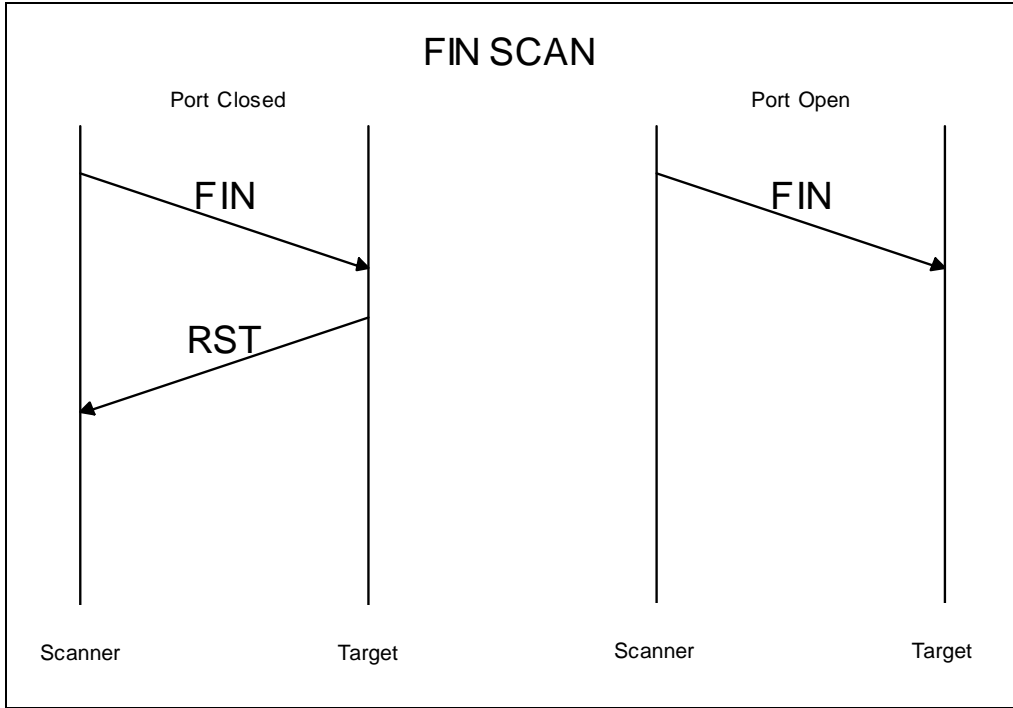 FIN SCAN
Port Closed
Port Open
FIN
FIN
RST
Scanner
Target
Scanner
Target